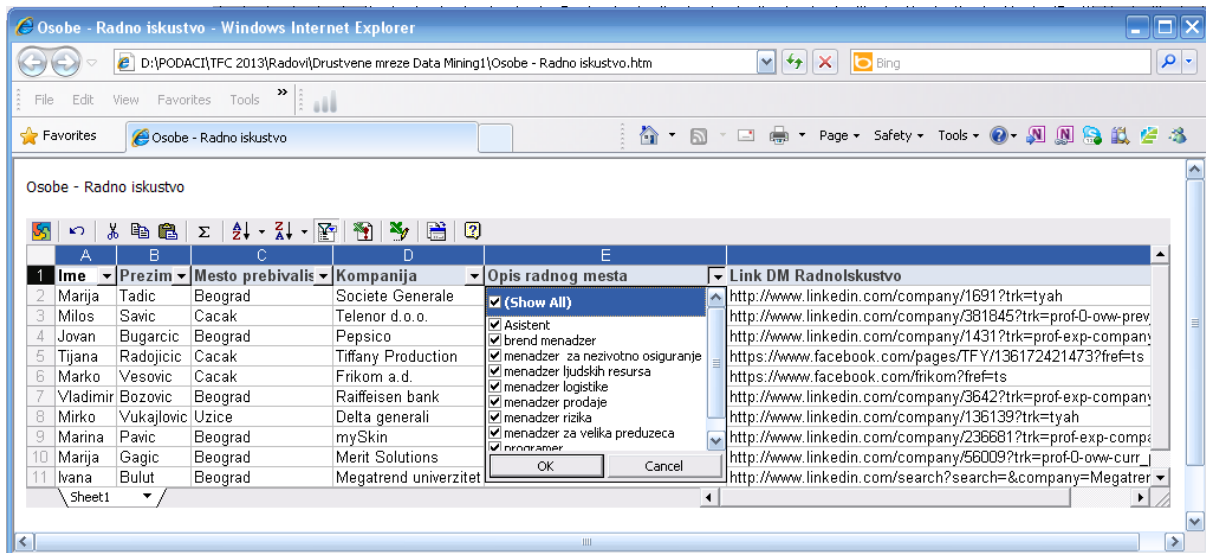 Osobe - Radno iskustvo - Windows Internet Explorer
D:\PODACI\TFC 2013\Radovi\Drustvene mreze Data Mining1\Osobe - Radno iskustvo.htm
Bing
File Edit View Favorites Tools »
Favorites Osobe - Radno iskustvo Page Safety Tools
Osobe - Radno iskustvo
A B C D E
1 Ime Prezim Mesto prebivalis Kompanija Opis radnog mesta Link DM RadnoIskustvo
2 Marija Tadic Beograd Societe Generale (Show All) http://www.linkedin.com/company/1691?trk=tyah
3 Milos Savic Cacak Telenor d.o.o. Asistent http://www.linkedin.com/company/381845?trk=prof-0-ovw-prev
4 Jovan Bugarcic Beograd Pepsico brend menadzer http://www.linkedin.com/company/1431?trk=prof-exp-company
5 Tijana Radojicic Cacak Tiffany Production menadzer za nezivotno osiguranje https://www.facebook.com/pages/TFY/136172421473?fref=ts
6 Marko Vesovic Cacak Frikom a.d. menadzer ljudskih resursa https://www.facebook.com/frikom?fref=ts
menadzer logistike
7 Vladimir Bozovic Beograd Raiffeisen bank menadzer prodaje http://www.linkedin.com/company/3642?trk=prof-exp-company
8 Mirko Vukajlovic Uzice Delta generali menadzer rizika http://www.linkedin.com/company/136139?trk=tyah
9 Marina Pavic Beograd mySkin menadzer za velika preduzeca http://www.linkedin.com/company/236681?trk=prof-exp-compa
programer
10 Marija Gagic Beograd Merit Solutions OK Cancel http://www.linkedin.com/company/56009?trk=prof-0-ovw-curr_
11 Ivana Bulut Beograd Megatrend univerzitet http://www.linkedin.com/search?search=&company=Megatrer
Sheet1